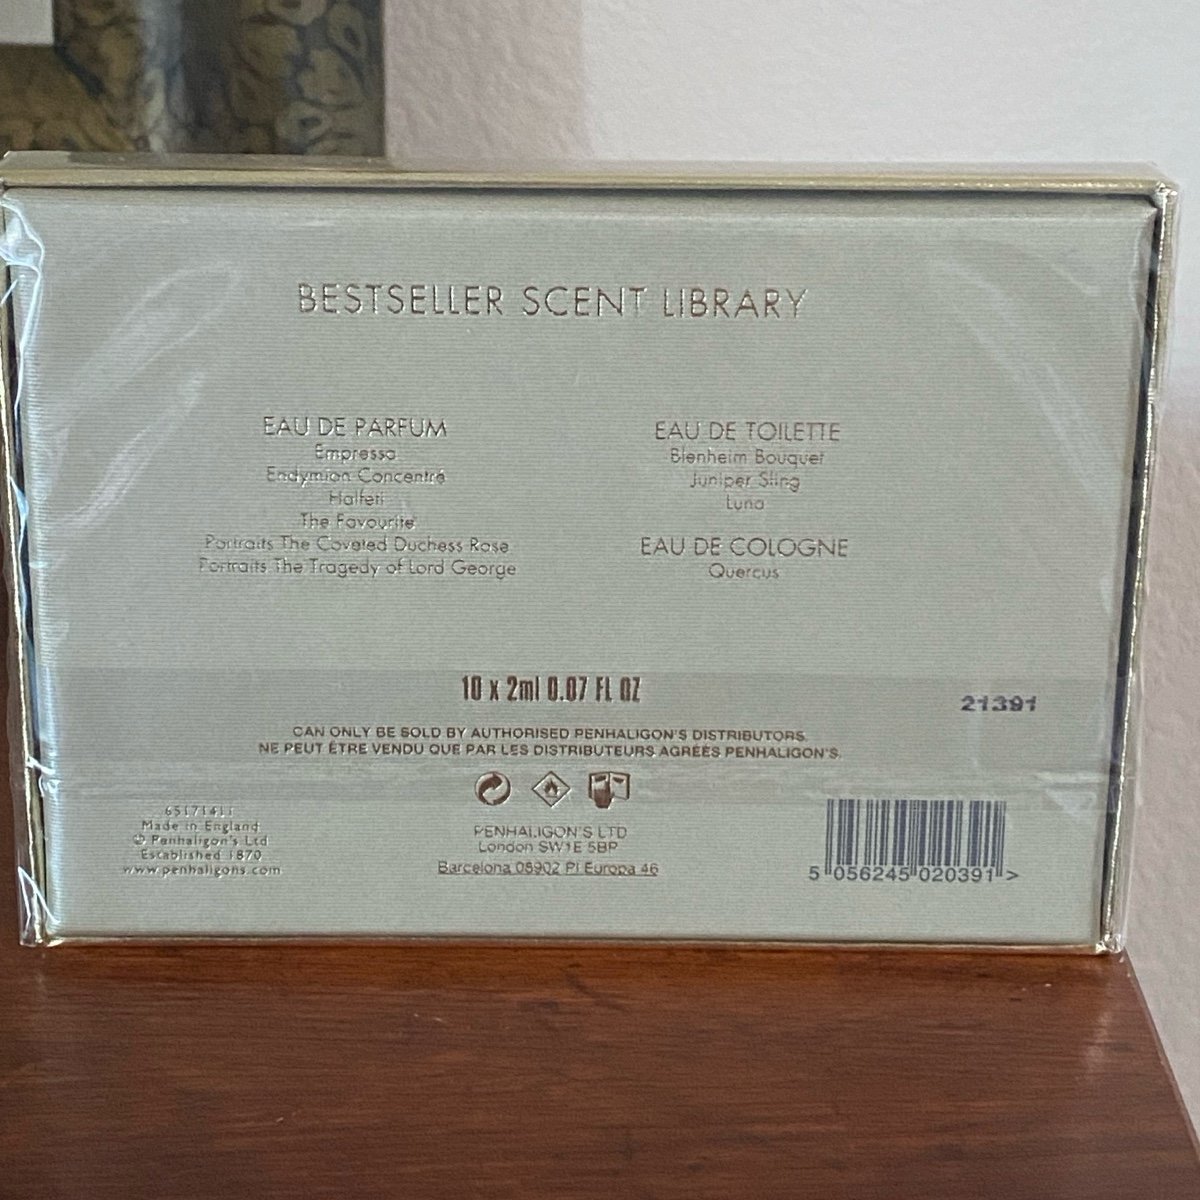 BESTSELLER SCENT LIBRARY
EAU DE PARFUM
Empressa
Endymion Concentré
Halfeti
The Favourite
Portraits The Coveted Duchess Rose
Portraits The Tragedy of Lord George
EAU DE TOILETTE
Blenheim Bouquet
Juniper Sling
Luna
EAU DE COLOGNE
Quercus
10 x 2ml 0.07 FL OZ
21391
CAN ONLY BE SOLD BY AUTHORISED PENHALIGON'S DISTRIBUTORS.
NE PEUT ÊTRE VENDU QUE PAR LES DISTRIBUTEURS AGRÉÉS PENHALIGON'S.
65171411
Made in England
© Penhaligon's Ltd
Established 1870
www.penhaligons.com
PENHALIGON'S LTD
London SW1E 5BP
Barcelona 08902 Pl Europa 46
5 056245 020391 >